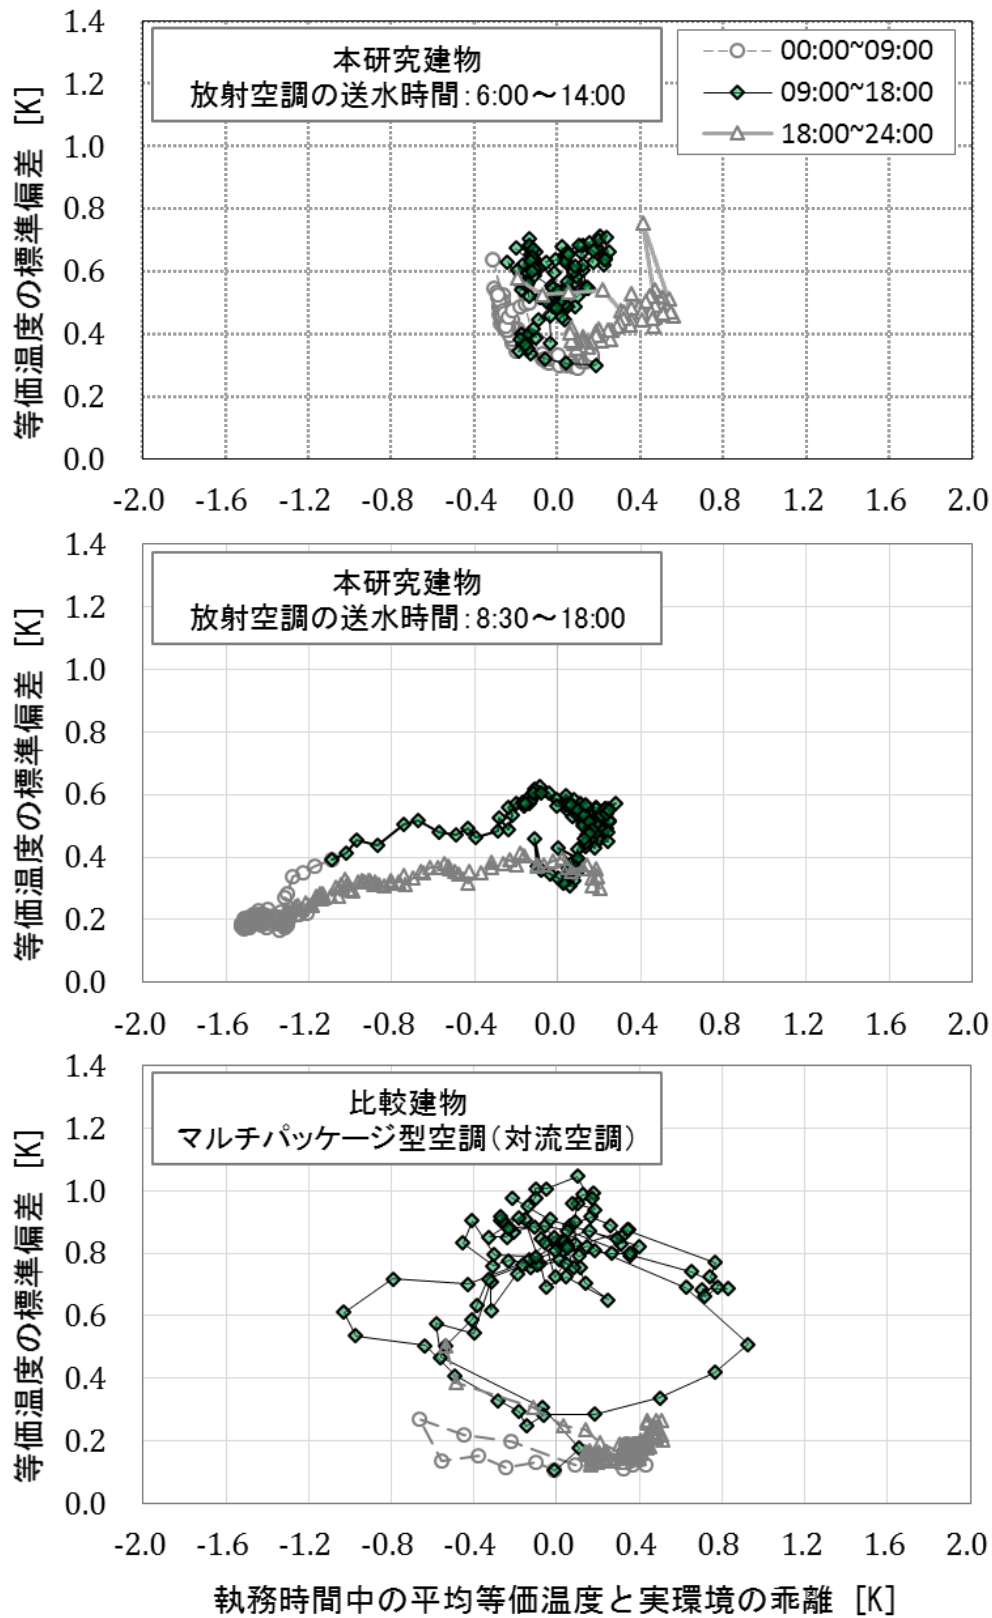 等価温度の標準偏差 [K]
1.4
1.2
1.0
0.8
0.6
0.4
0.2
0.0
本研究建物
放射空調の送水時間：6:00～14:00
00:00~09:00
09:00~18:00
18:00~24:00
-2.0 -1.6 -1.2 -0.8 -0.4 0.0 0.4 0.8 1.2 1.6 2.0
等価温度の標準偏差 [K]
1.4
1.2
1.0
0.8
0.6
0.4
0.2
0.0
本研究建物
放射空調の送水時間：8:30～18:00
-2.0 -1.6 -1.2 -0.8 -0.4 0.0 0.4 0.8 1.2 1.6 2.0
等価温度の標準偏差 [K]
1.4
1.2
1.0
0.8
0.6
0.4
0.2
0.0
比較建物
マルチパッケージ型空調（対流空調）
-2.0 -1.6 -1.2 -0.8 -0.4 0.0 0.4 0.8 1.2 1.6 2.0
執務時間中の平均等価温度と実環境の乖離 [K]